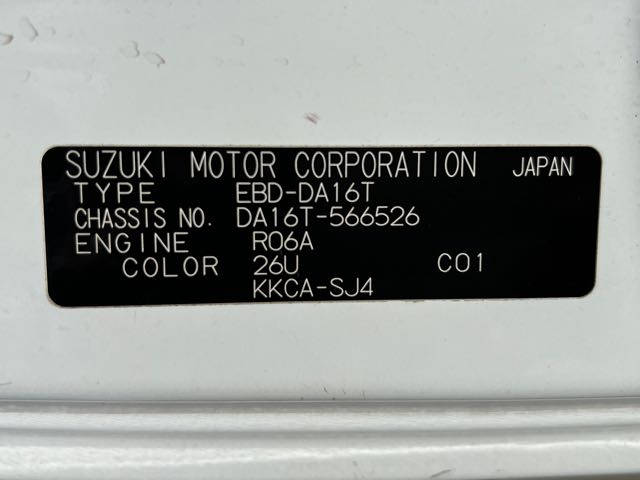 SUZUKI MOTOR CORPORATION JAPAN
TYPE EBD-DA16T
CHASSIS NO. DA16T-566526
ENGINE R06A
COLOR 26U C01
KKCA-SJ4